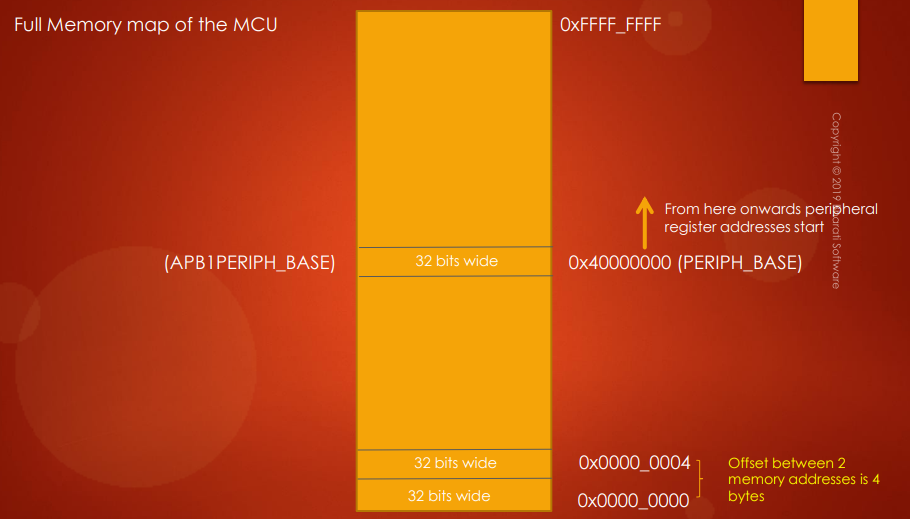 Full Memory map of the MCU
0xFFFF_FFFF
Copyright © 2019 Bharati Software
From here onwards peripheral
register addresses start
(APB1PERIPH_BASE)
32 bits wide
0x40000000 (PERIPH_BASE)
32 bits wide
0x0000_0004
Offset between 2
memory addresses is 4
bytes
32 bits wide
0x0000_0000